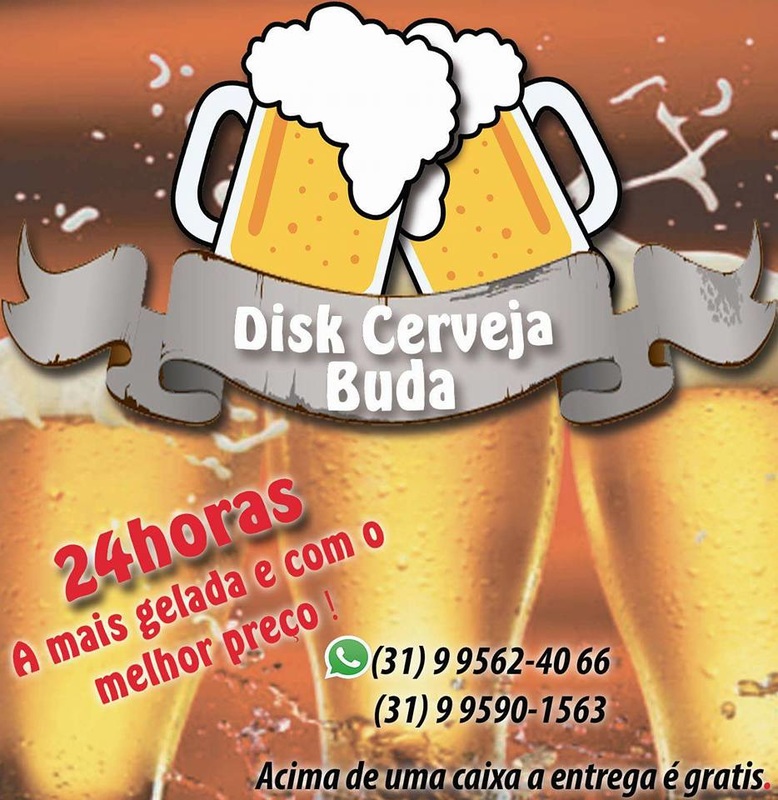 Disk Cerveja
Buda
24horas
A mais gelada e com o
melhor preço !
(31) 9 9562-40 66
(31) 9 9590-1563
Acima de uma caixa a entrega é gratis.